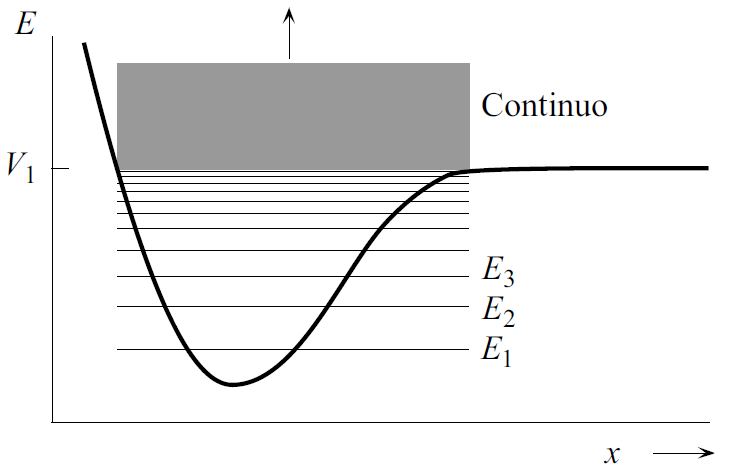 E
Continuo
V₁
E₃
E₂
E₁
x